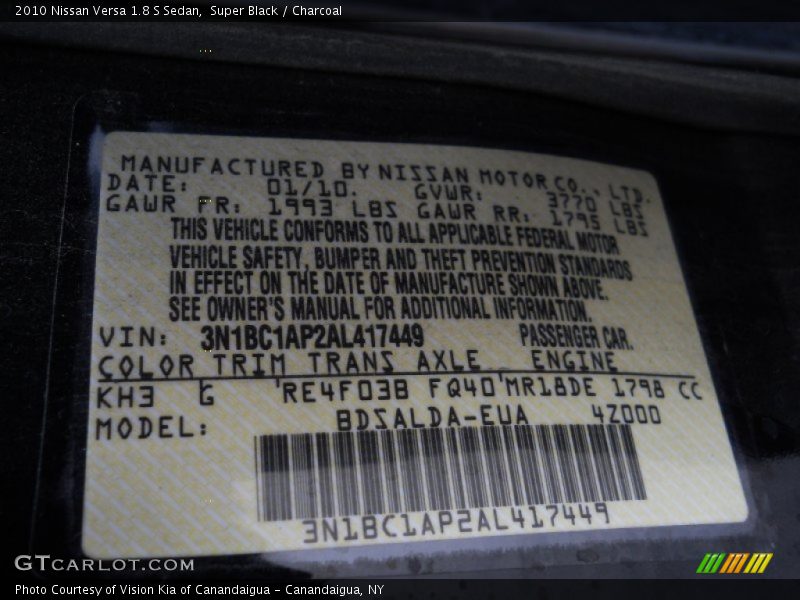 2010 Nissan Versa 1.8 S Sedan, Super Black / Charcoal
MANUFACTURED BY NISSAN MOTOR CO., LTD.
DATE: 01/10. GVWR: 3770 LBS
GAWR FR: 1993 LBS GAWR RR: 1795 LBS
THIS VEHICLE CONFORMS TO ALL APPLICABLE FEDERAL MOTOR
VEHICLE SAFETY, BUMPER AND THEFT PREVENTION STANDARDS
IN EFFECT ON THE DATE OF MANUFACTURE SHOWN ABOVE.
SEE OWNER'S MANUAL FOR ADDITIONAL INFORMATION.
VIN: 3N1BC1AP2AL417449 PASSENGER CAR.
COLOR TRIM TRANS AXLE ENGINE
KH3 G 'RE4F03B FQ40'MR18DE 1798 CC
MODEL: BDSALDA-EUA 4Z000
3N1BC1AP2AL417449
GTCARLOT.COM
Photo Courtesy of Vision Kia of Canandaigua - Canandaigua, NY